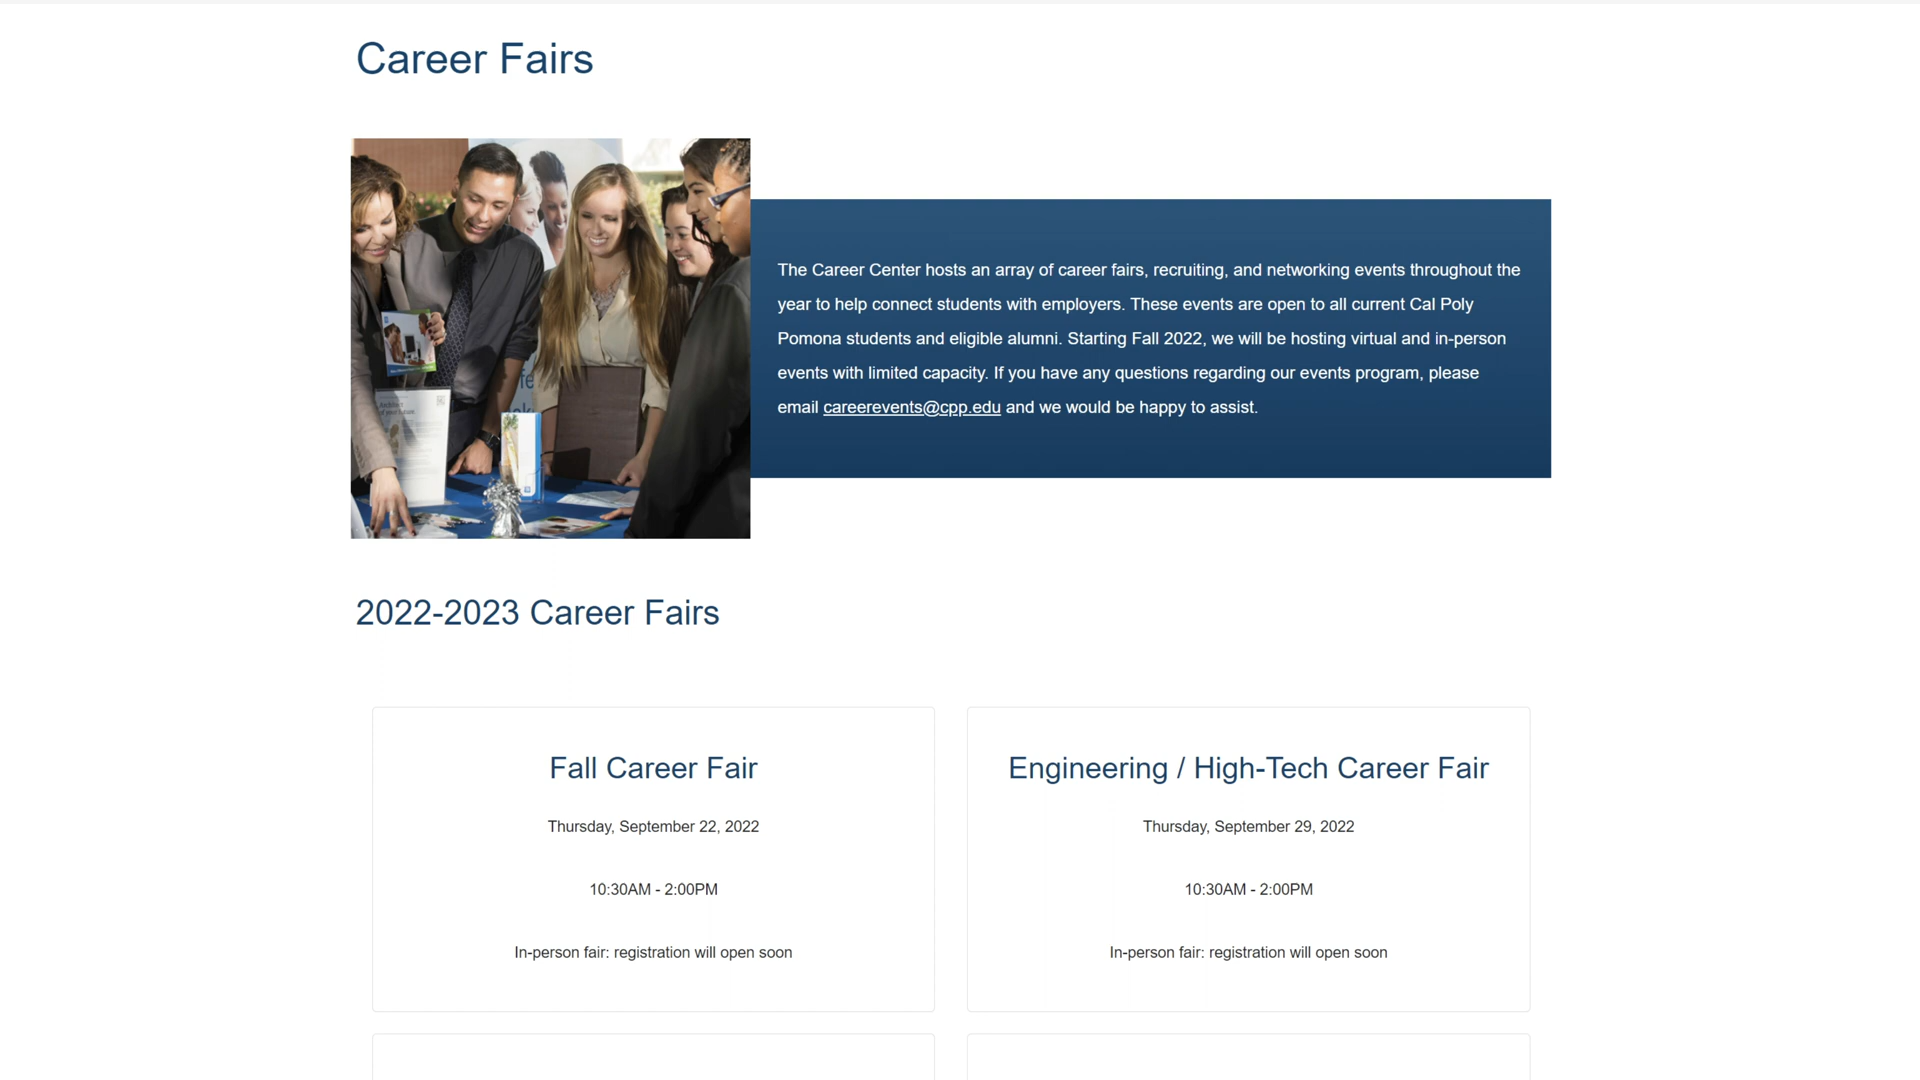 Career Fairs
The Career Center hosts an array of career fairs, recruiting, and networking events throughout the
year to help connect students with employers. These events are open to all current Cal Poly
Pomona students and eligible alumni. Starting Fall 2022, we will be hosting virtual and in-person
events with limited capacity. If you have any questions regarding our events program, please
email careerevents@cpp.edu and we would be happy to assist.
2022-2023 Career Fairs
Fall Career Fair
Thursday, September 22, 2022
10:30AM - 2:00PM
In-person fair: registration will open soon
Engineering / High-Tech Career Fair
Thursday, September 29, 2022
10:30AM - 2:00PM
In-person fair: registration will open soon